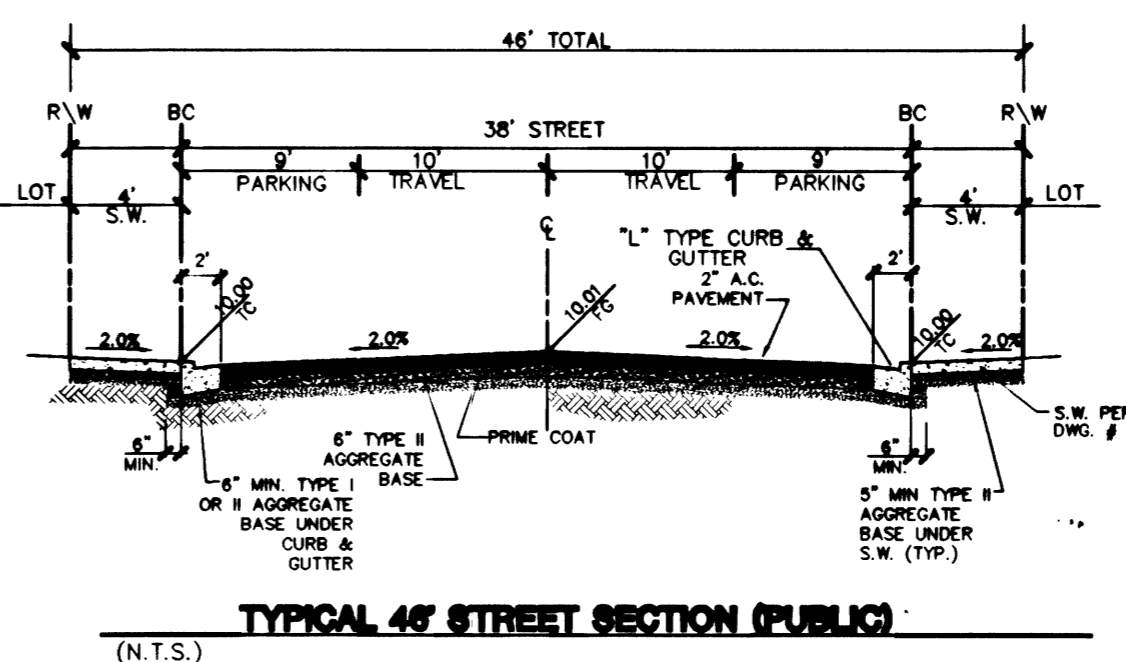 46' TOTAL
R\W BC BC R\W
38' STREET
9' 10' 10' 9'
PARKING TRAVEL TRAVEL PARKING
LOT 4' 4' LOT
S.W. S.W.
℄
"L" TYPE CURB &
GUTTER
2' 2'
2" A.C.
PAVEMENT
10.00
TC
10.01
FG
10.00
TC
2.0% 2.0% 2.0% 2.0%
S.W. PER
DWG. #
6"
MIN.
6" TYPE II
AGGREGATE
BASE
PRIME COAT
6"
MIN.
6" MIN. TYPE I
OR II AGGREGATE
BASE UNDER
CURB &
GUTTER
5" MIN TYPE II
AGGREGATE
BASE UNDER
S.W. (TYP.)
TYPICAL 46' STREET SECTION (PUBLIC)
(N.T.S.)